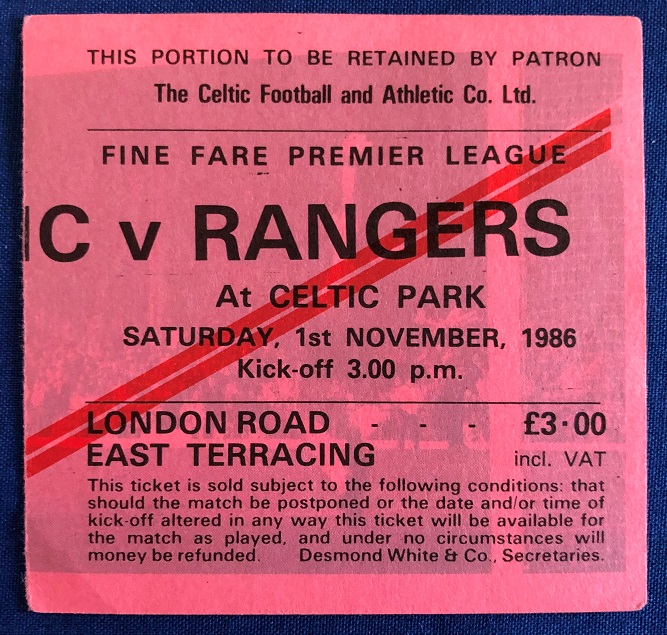 THIS PORTION TO BE RETAINED BY PATRON
The Celtic Football and Athletic Co. Ltd.
FINE FARE PREMIER LEAGUE
IC v RANGERS
At CELTIC PARK
SATURDAY, 1st NOVEMBER, 1986
Kick-off 3.00 p.m.
LONDON ROAD - - - £3·00
EAST TERRACING incl. VAT
This ticket is sold subject to the following conditions: that
should the match be postponed or the date and/or time of
kick-off altered in any way this ticket will be available for
the match as played, and under no circumstances will
money be refunded. Desmond White & Co., Secretaries.